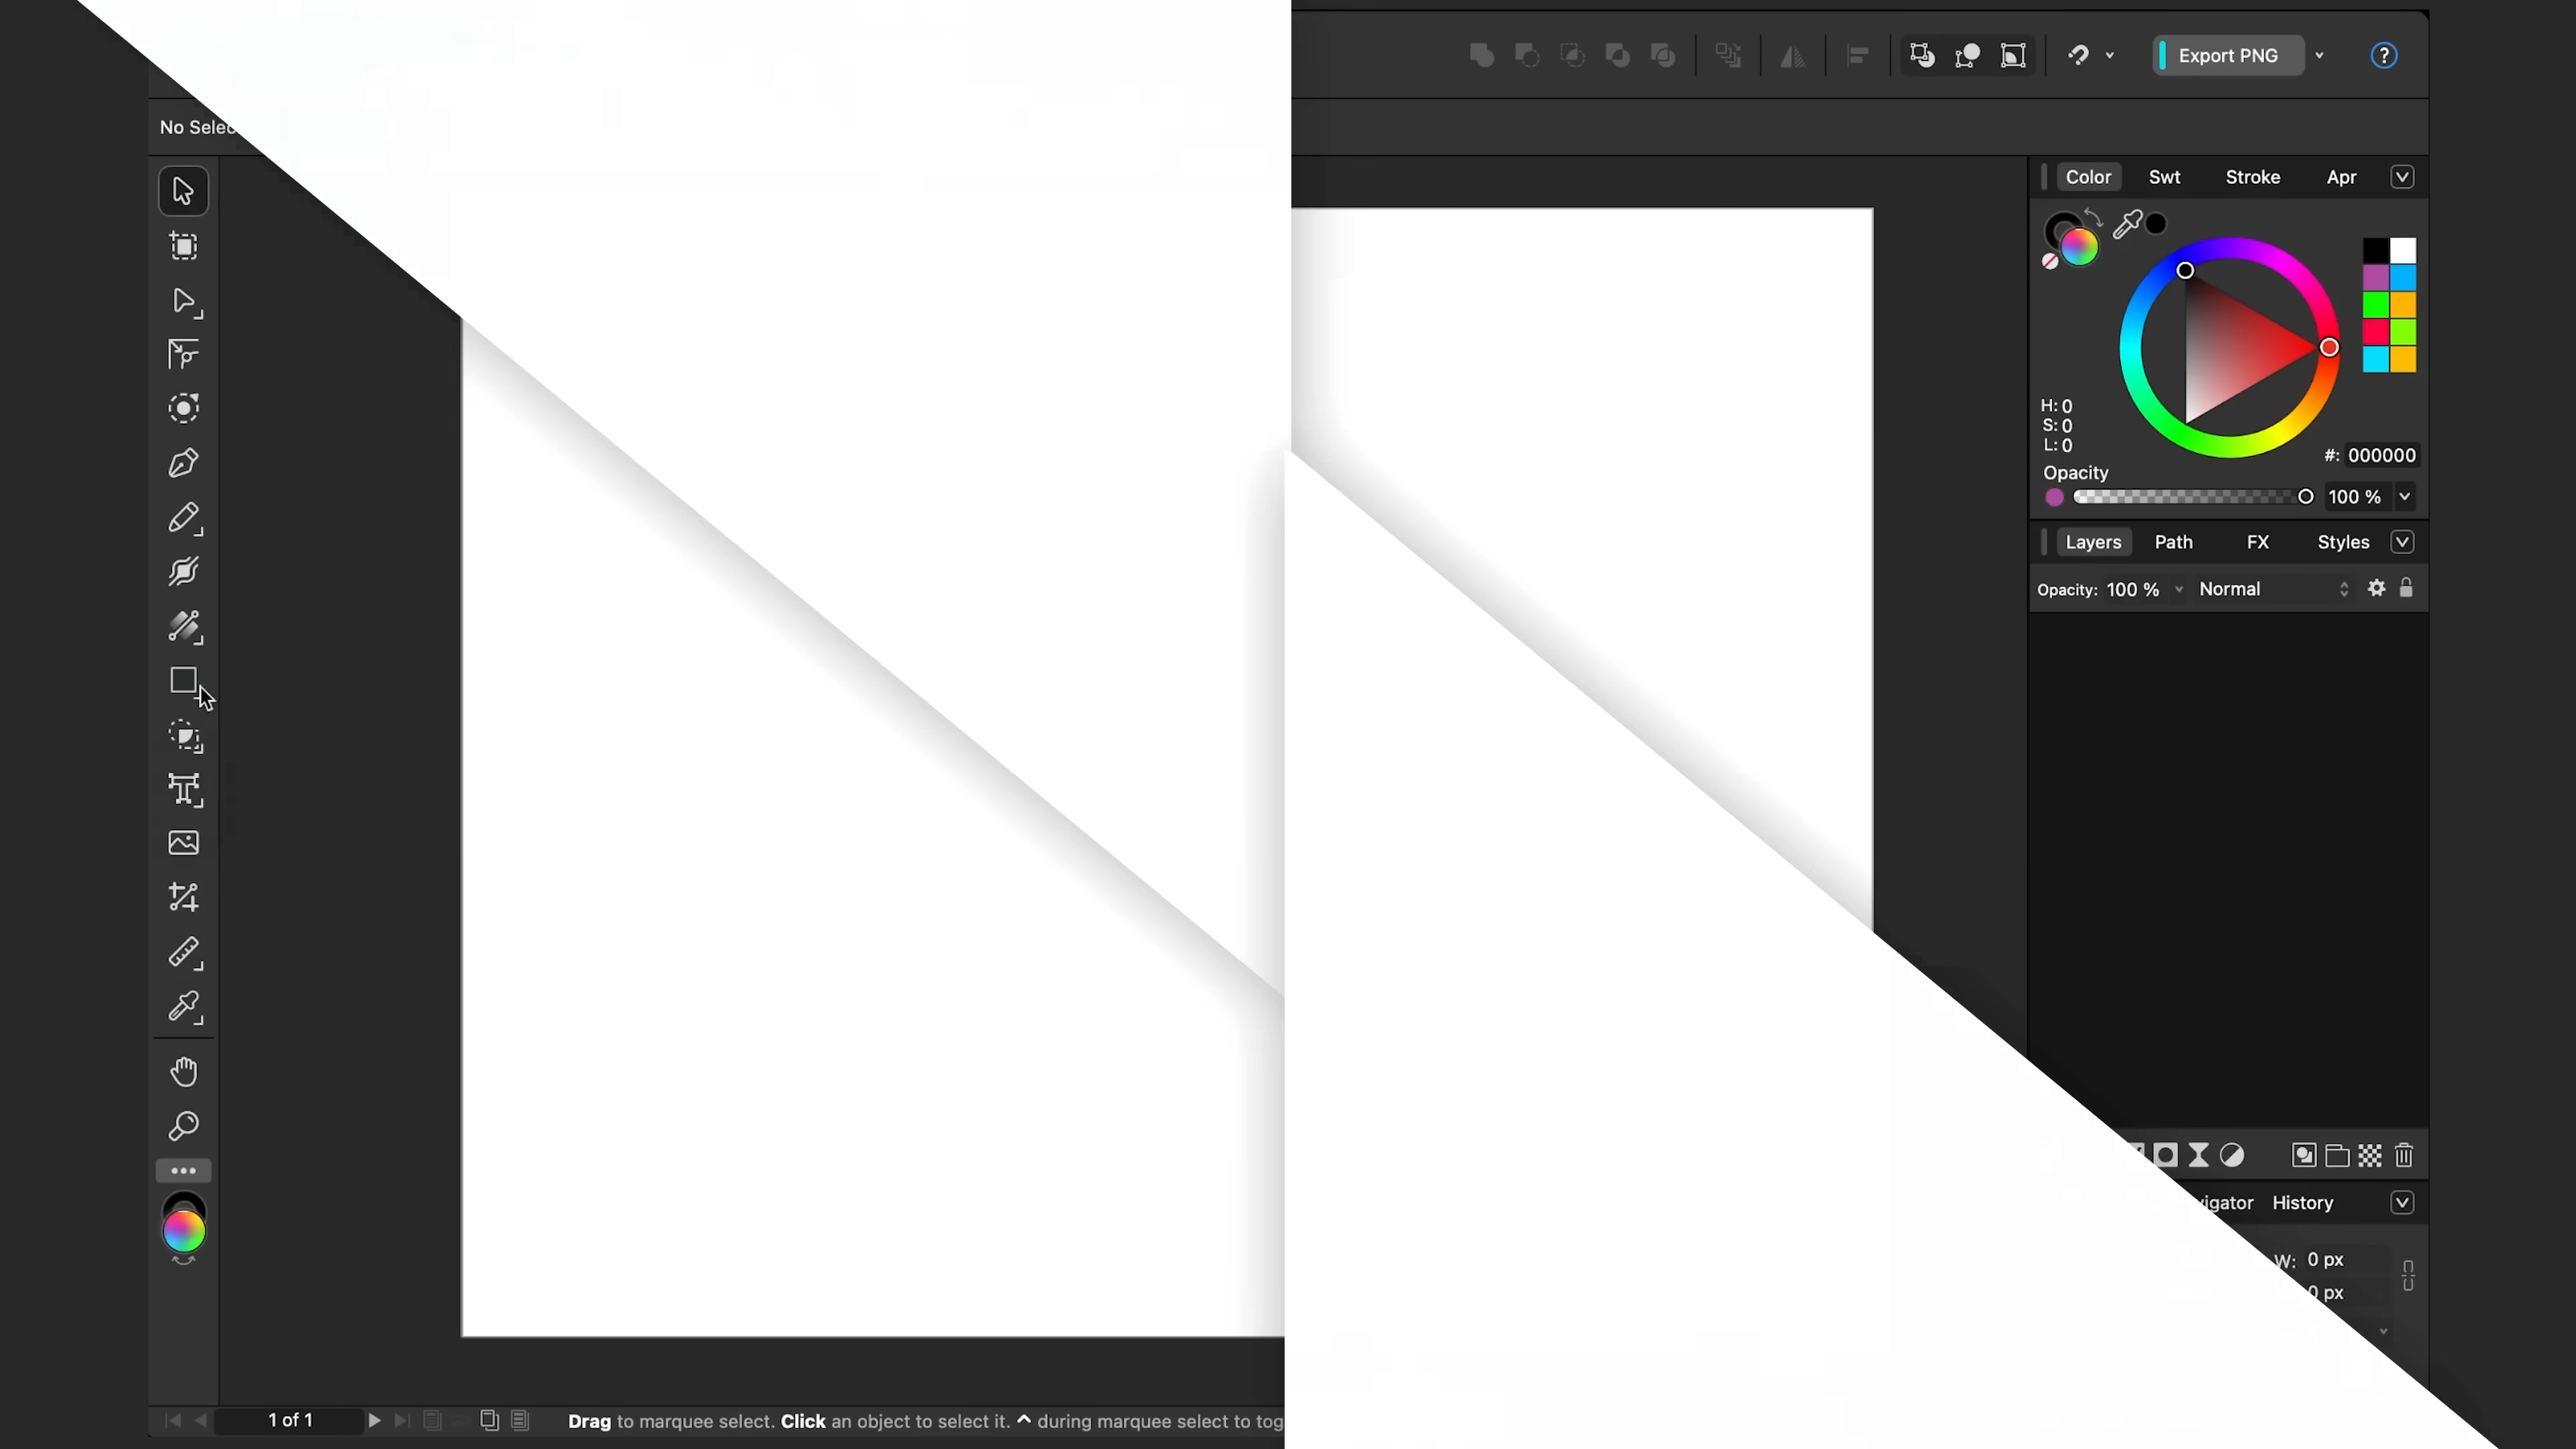 Export PNG
?
No Selec
Color Swt Stroke Apr
H: 0
S: 0
L: 0
#: 000000
Opacity
100 %
Layers Path FX Styles
Opacity: 100 % Normal
vigator History
W: 0 px
0 px
1 of 1
Drag to marquee select. Click an object to select it. ^ during marquee select to tog